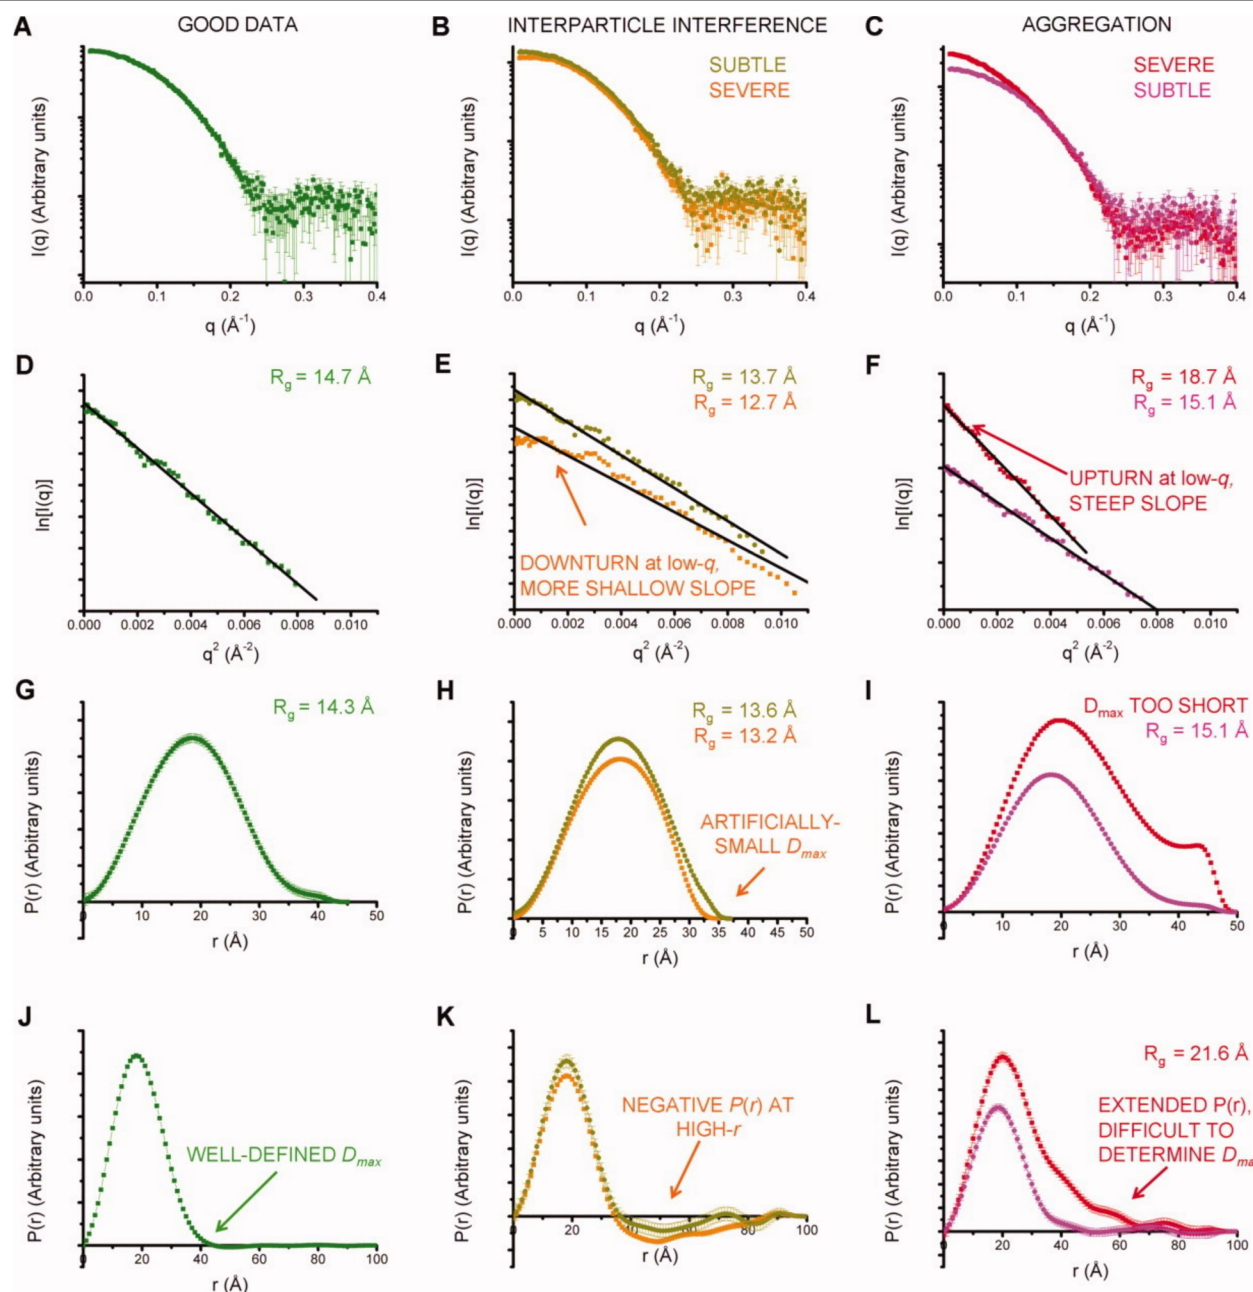 A GOOD DATA
B INTERPARTICLE INTERFERENCE
C AGGREGATION
I(q) (Arbitrary units)
0.0 0.1 0.2 0.3 0.4
q (Å⁻¹)
SUBTLE
SEVERE
I(q) (Arbitrary units)
0.0 0.1 0.2 0.3 0.4
q (Å⁻¹)
SEVERE
SUBTLE
I(q) (Arbitrary units)
0.0 0.1 0.2 0.3 0.4
q (Å⁻¹)
D
Rg = 14.7 Å
ln[I(q)]
0.000 0.002 0.004 0.006 0.008 0.010
q² (Å⁻²)
E
Rg = 13.7 Å
Rg = 12.7 Å
ln[I(q)]
DOWNTURN at low-q,
MORE SHALLOW SLOPE
0.000 0.002 0.004 0.006 0.008 0.010
q² (Å⁻²)
F
Rg = 18.7 Å
Rg = 15.1 Å
ln[I(q)]
UPTURN at low-q,
STEEP SLOPE
0.000 0.002 0.004 0.006 0.008 0.010
q² (Å⁻²)
G
Rg = 14.3 Å
P(r) (Arbitrary units)
0 10 20 30 40 50
r (Å)
H
Rg = 13.6 Å
Rg = 13.2 Å
P(r) (Arbitrary units)
ARTIFICIALLY-
SMALL Dmax
0 5 10 15 20 25 30 35 40 45 50
r (Å)
I
Dmax TOO SHORT
Rg = 15.1 Å
P(r) (Arbitrary units)
0 10 20 30 40 50
r (Å)
J
P(r) (Arbitrary units)
WELL-DEFINED Dmax
0 20 40 60 80 100
r (Å)
K
P(r) (Arbitrary units)
NEGATIVE P(r) AT
HIGH-r
0 20 40 60 80 100
r (Å)
L
Rg = 21.6 Å
P(r) (Arbitrary units)
EXTENDED P(r),
DIFFICULT TO
DETERMINE Dma
0 20 40 60 80 100
r (Å)